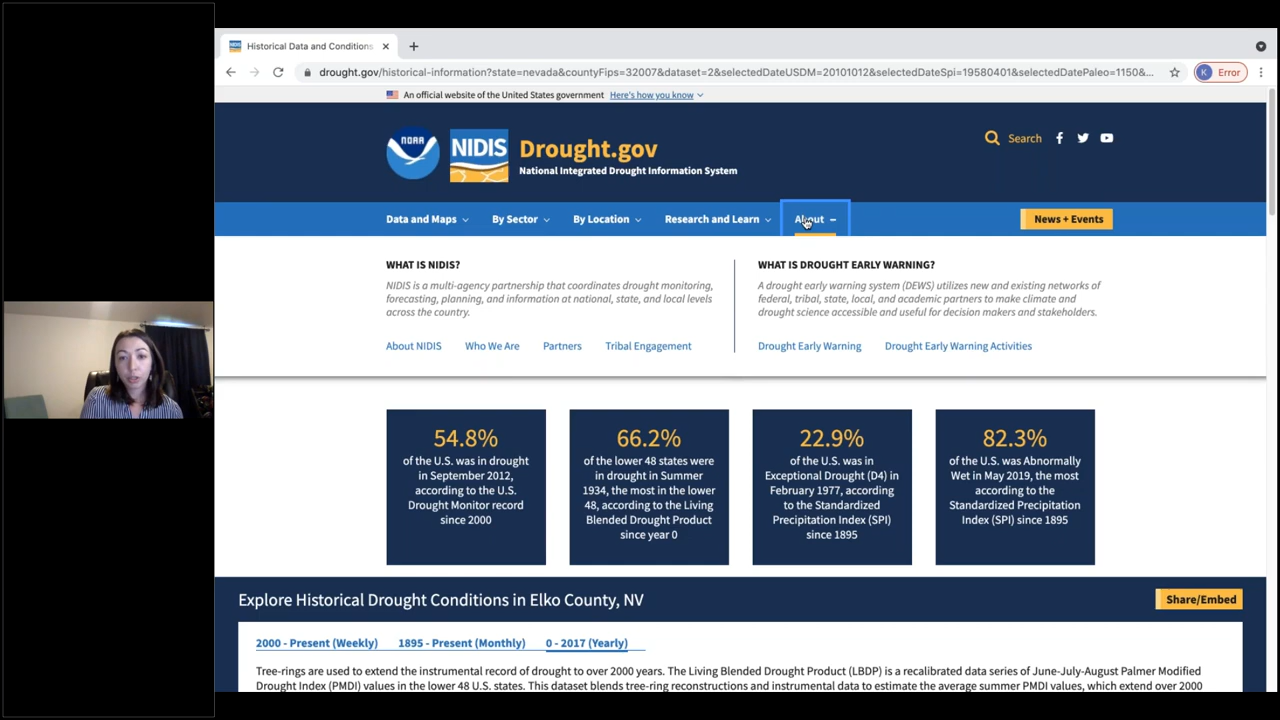 Historical Data and Conditions
drought.gov/historical-information?state=nevada&countyFips=32007&dataset=2&selectedDateUSDM=20101012&selectedDateSpi=19580401&selectedDatePaleo=1150&...
K Error
An official website of the United States government Here's how you know
NOAA
NIDIS
Drought.gov
National Integrated Drought Information System
Search
Data and Maps
By Sector
By Location
Research and Learn
About
News + Events
WHAT IS NIDIS?
NIDIS is a multi-agency partnership that coordinates drought monitoring,
forecasting, planning, and information at national, state, and local levels
across the country.
About NIDIS Who We Are Partners Tribal Engagement
WHAT IS DROUGHT EARLY WARNING?
A drought early warning system (DEWS) utilizes new and existing networks of
federal, tribal, state, local, and academic partners to make climate and
drought science accessible and useful for decision makers and stakeholders.
Drought Early Warning Drought Early Warning Activities
54.8%
of the U.S. was in drought
in September 2012,
according to the U.S.
Drought Monitor record
since 2000
66.2%
of the lower 48 states were
in drought in Summer
1934, the most in the lower
48, according to the Living
Blended Drought Product
since year 0
22.9%
of the U.S. was in
Exceptional Drought (D4) in
February 1977, according
to the Standardized
Precipitation Index (SPI)
since 1895
82.3%
of the U.S. was Abnormally
Wet in May 2019, the most
according to the
Standardized Precipitation
Index (SPI) since 1895
Explore Historical Drought Conditions in Elko County, NV
Share/Embed
2000 - Present (Weekly) 1895 - Present (Monthly) 0 - 2017 (Yearly)
Tree-rings are used to extend the instrumental record of drought to over 2000 years. The Living Blended Drought Product (LBDP) is a recalibrated data series of June-July-August Palmer Modified
Drought Index (PMDI) values in the lower 48 U.S. states. This dataset blends tree-ring reconstructions and instrumental data to estimate the average summer PMDI values, which extend over 2000